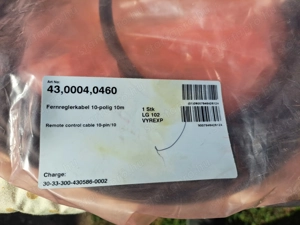 Art.No.
43,0004,0460
Fernreglerkabel 10-polig 10m
1 Stk
LG 102
VYREXP
Remote control cable 10-pin/10
Charge:
30-33-300-430586-0002